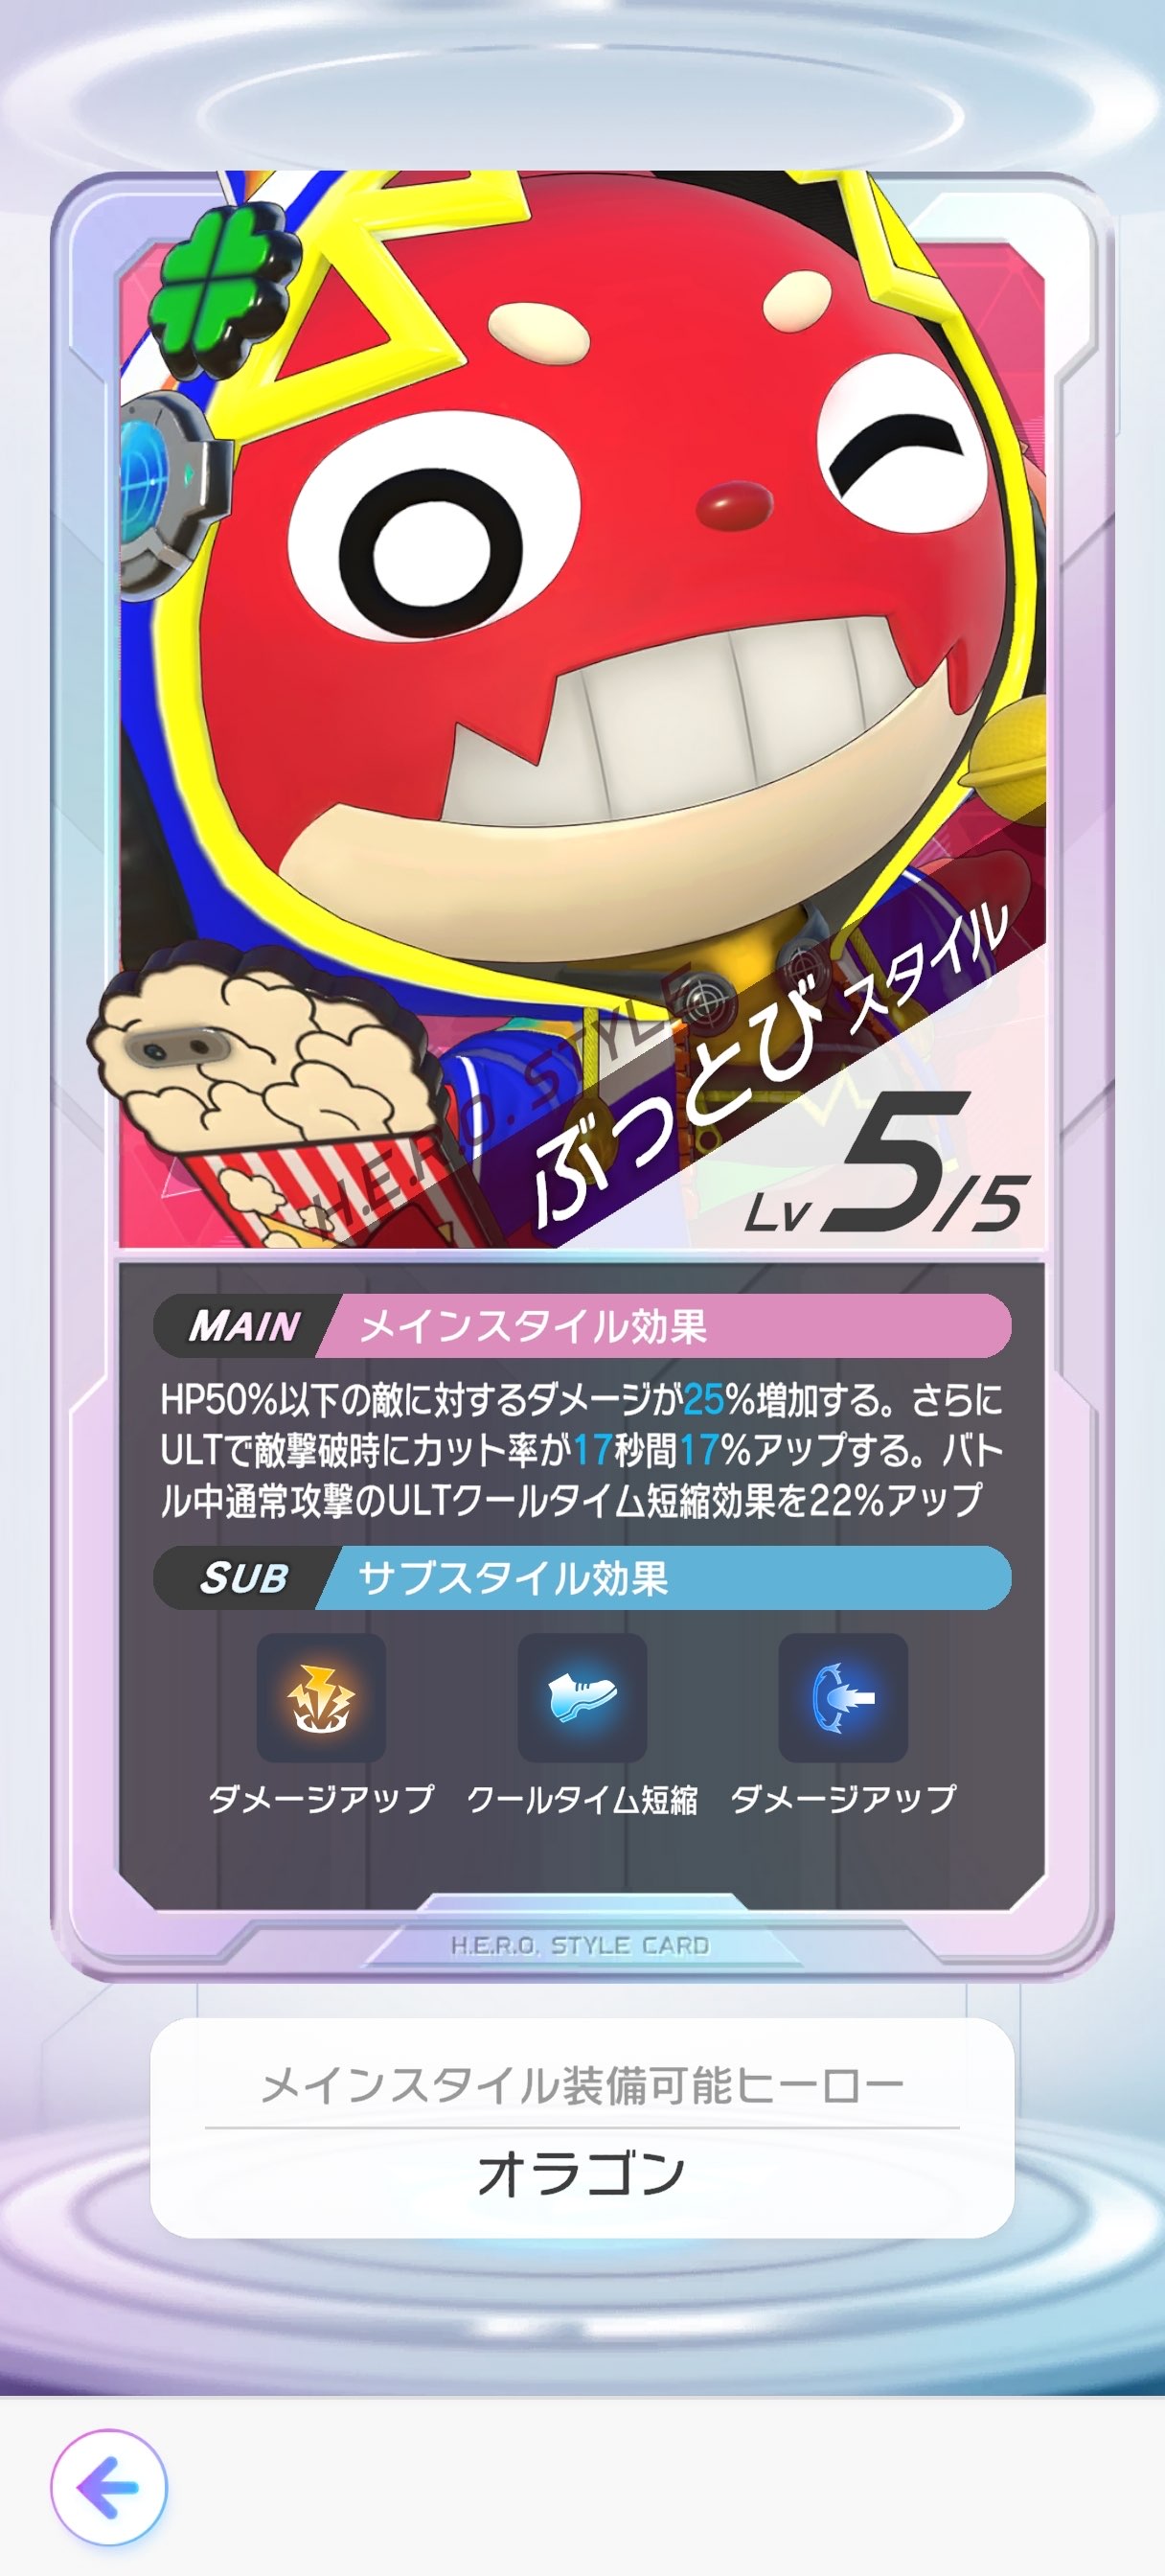 H.E.R.O. STYLE
ぶっとびスタイル
Lv 5/5
MAIN メインスタイル効果
HP50%以下の敵に対するダメージが25%増加する。さらに
ULTで敵撃破時にカット率が17秒間17%アップする。バト
ル中通常攻撃のULTクールタイム短縮効果を22%アップ
SUB サブスタイル効果
ダメージアップ クールタイム短縮 ダメージアップ
H.E.R.O. STYLE CARD
メインスタイル装備可能ヒーロー
オラゴン